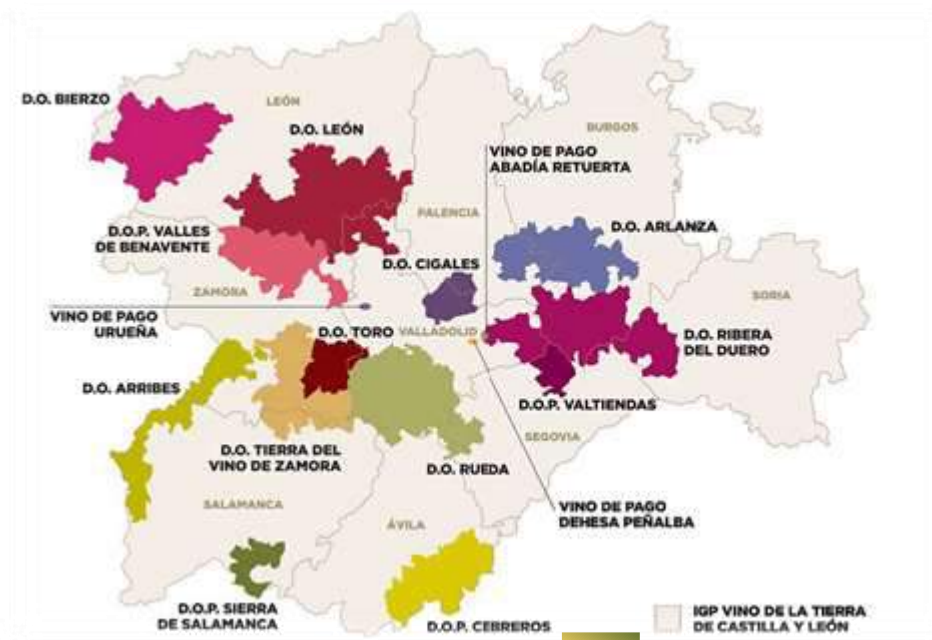 D.O. BIERZO
LEÓN
D.O. LEÓN
BURGOS
VINO DE PAGO
ABADÍA RETUERTA
PALENCIA
D.O.P. VALLES
DE BENAVENTE
D.O. ARLANZA
D.O. CIGALES
ZAMORA
SORIA
VINO DE PAGO
URUEÑA
D.O. TORO
VALLADOLID
D.O. RIBERA
DEL DUERO
D.O. ARRIBES
D.O.P. VALTIENDAS
SEGOVIA
D.O. TIERRA DEL
VINO DE ZAMORA
D.O. RUEDA
SALAMANCA
VINO DE PAGO
DEHESA PEÑALBA
ÁVILA
D.O.P. SIERRA
DE SALAMANCA
D.O.P. CEBREROS
IGP VINO DE LA TIERRA
DE CASTILLA Y LEÓN